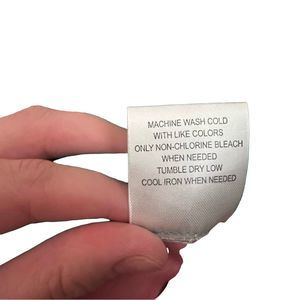 MACHINE WASH COLD
WITH LIKE COLORS
ONLY NON-CHLORINE BLEACH
WHEN NEEDED
TUMBLE DRY LOW
COOL IRON WHEN NEEDED